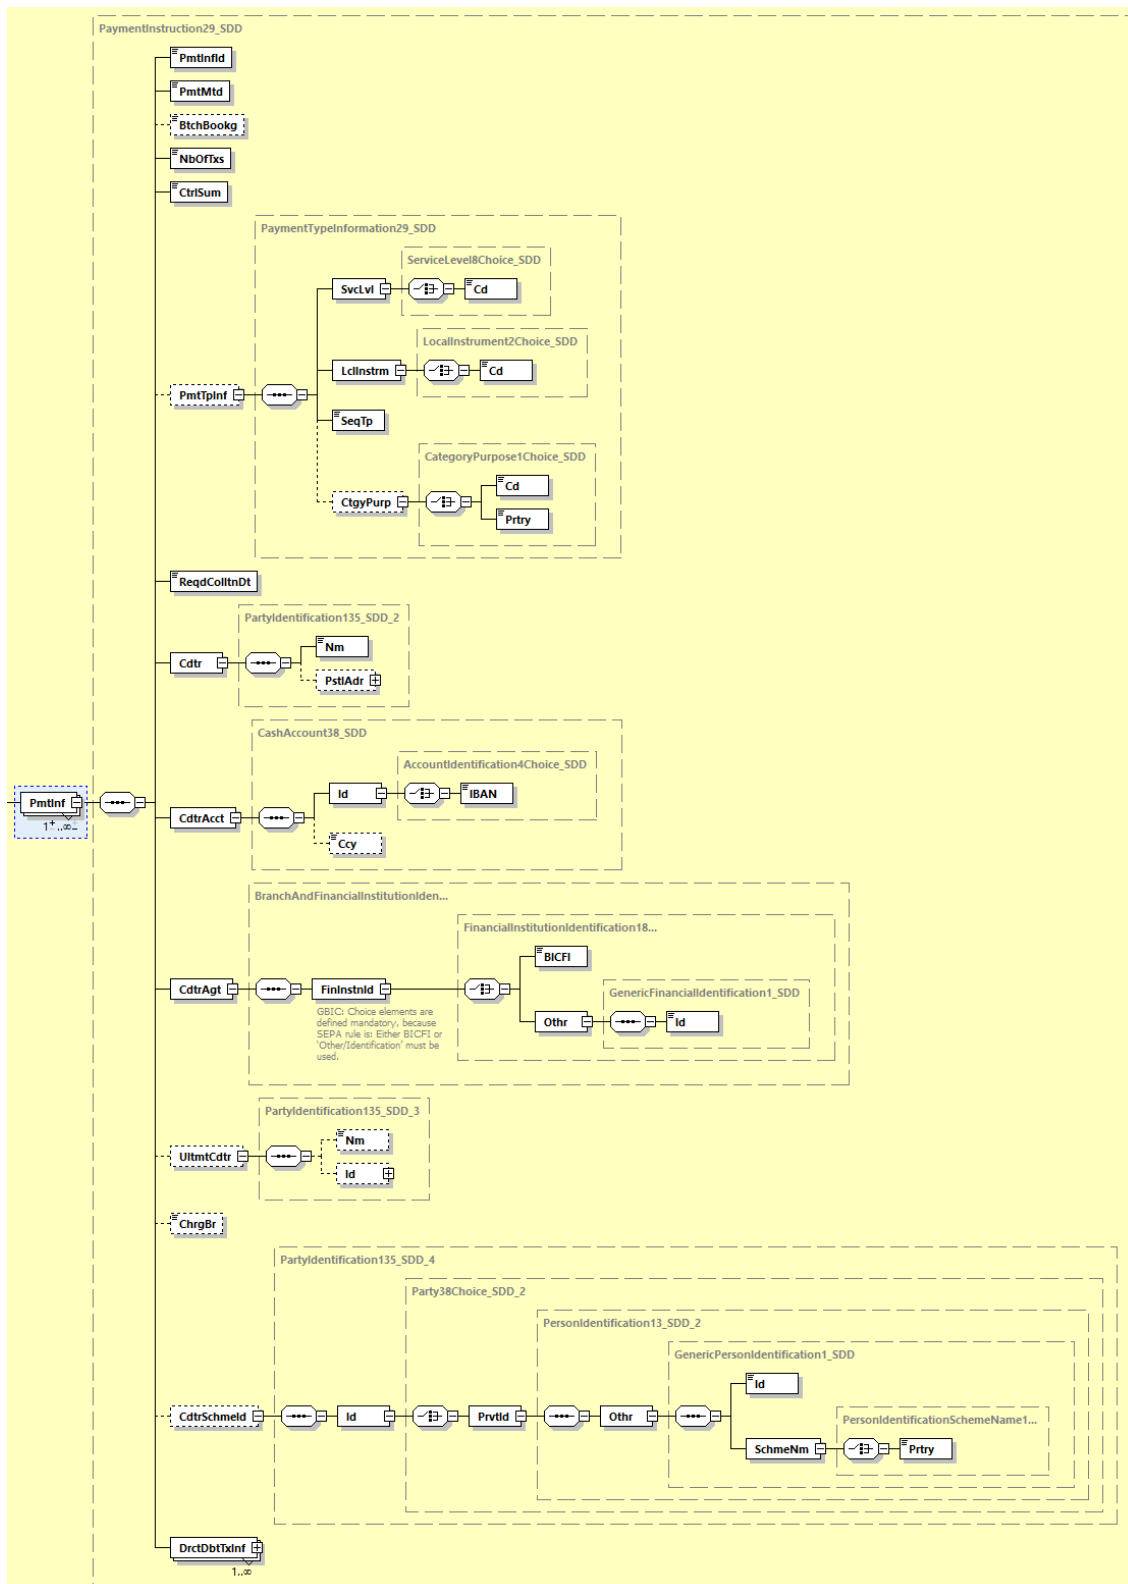 PaymentInstruction29_SDD
PmtInfId
PmtMtd
BtchBookg
NbOfTxs
CtrlSum
PaymentTypeInformation29_SDD
ServiceLevel8Choice_SDD
SvcLvl
Cd
LocalInstrument2Choice_SDD
LclInstrm
Cd
PmtTpInf
SeqTp
CategoryPurpose1Choice_SDD
Cd
CtgyPurp
Prtry
ReqdColltnDt
PartyIdentification135_SDD_2
Nm
Cdtr
PstlAdr
CashAccount38_SDD
AccountIdentification4Choice_SDD
Id
IBAN
PmtInf
1..∞
CdtrAcct
Ccy
BranchAndFinancialInstitutionIden...
FinancialInstitutionIdentification18...
BICFI
CdtrAgt
FinInstnId
GenericFinancialIdentification1_SDD
GBIC: Choice elements are
defined mandatory, because
SEPA rule is: Either BICFI or
'Other/Identification' must be
used.
Othr
Id
PartyIdentification135_SDD_3
Nm
UltmtCdtr
Id
ChrgBr
PartyIdentification135_SDD_4
Party38Choice_SDD_2
PersonIdentification13_SDD_2
GenericPersonIdentification1_SDD
Id
CdtrSchmeId
Id
PrvtId
Othr
PersonIdentificationSchemeName1...
SchmeNm
Prtry
DrctDbtTxInf
1..∞